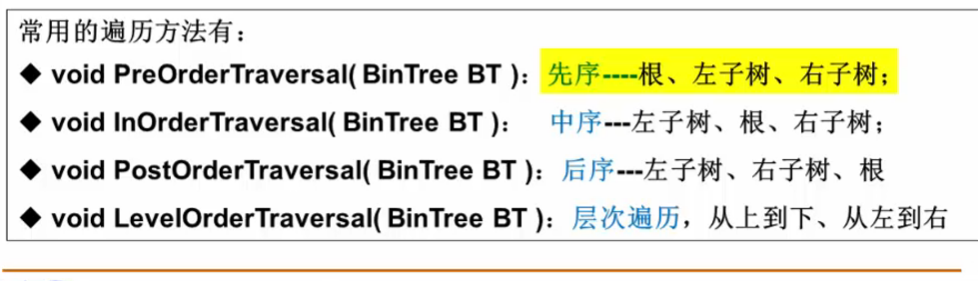 常用的遍历方法有：
◆ void PreOrderTraversal( BinTree BT )：先序----根、左子树、右子树；
◆ void InOrderTraversal( BinTree BT )： 中序---左子树、根、右子树；
◆ void PostOrderTraversal( BinTree BT )：后序---左子树、右子树、根
◆ void LevelOrderTraversal( BinTree BT )：层次遍历，从上到下、从左到右